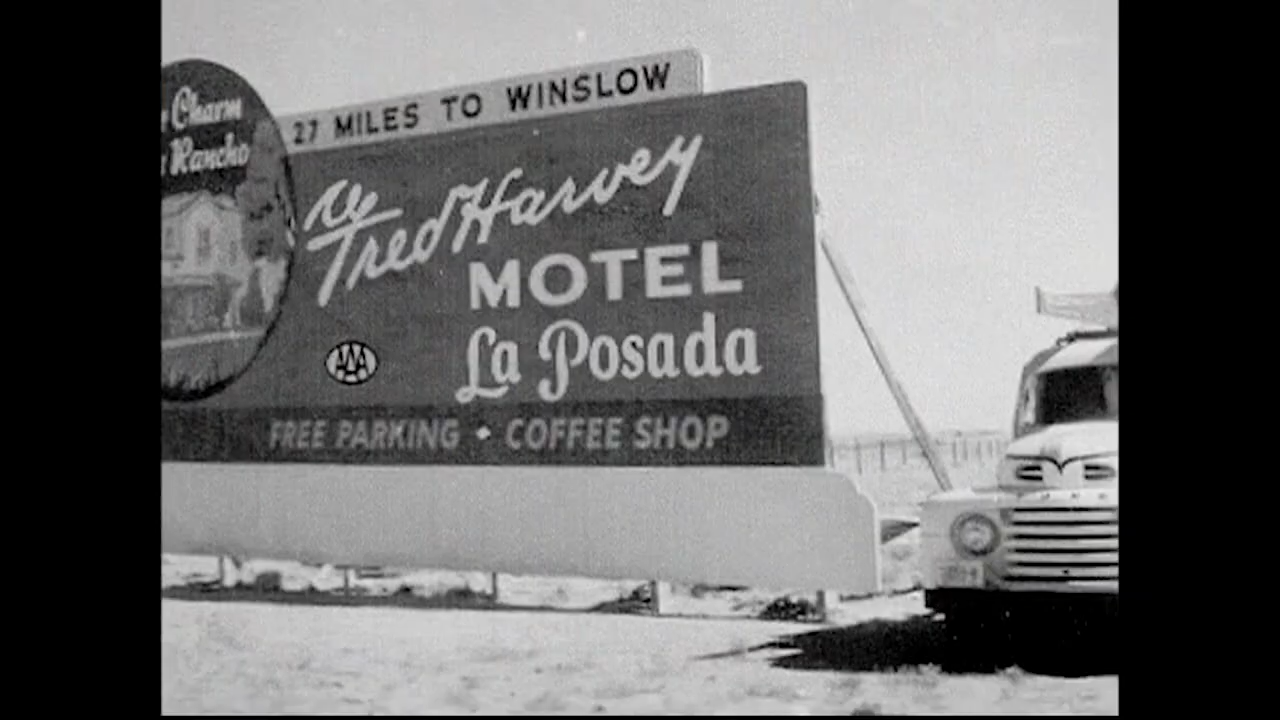 Charm
Rancho
27 MILES TO WINSLOW
Fred Harvey
MOTEL
La Posada
AAA
FREE PARKING • COFFEE SHOP